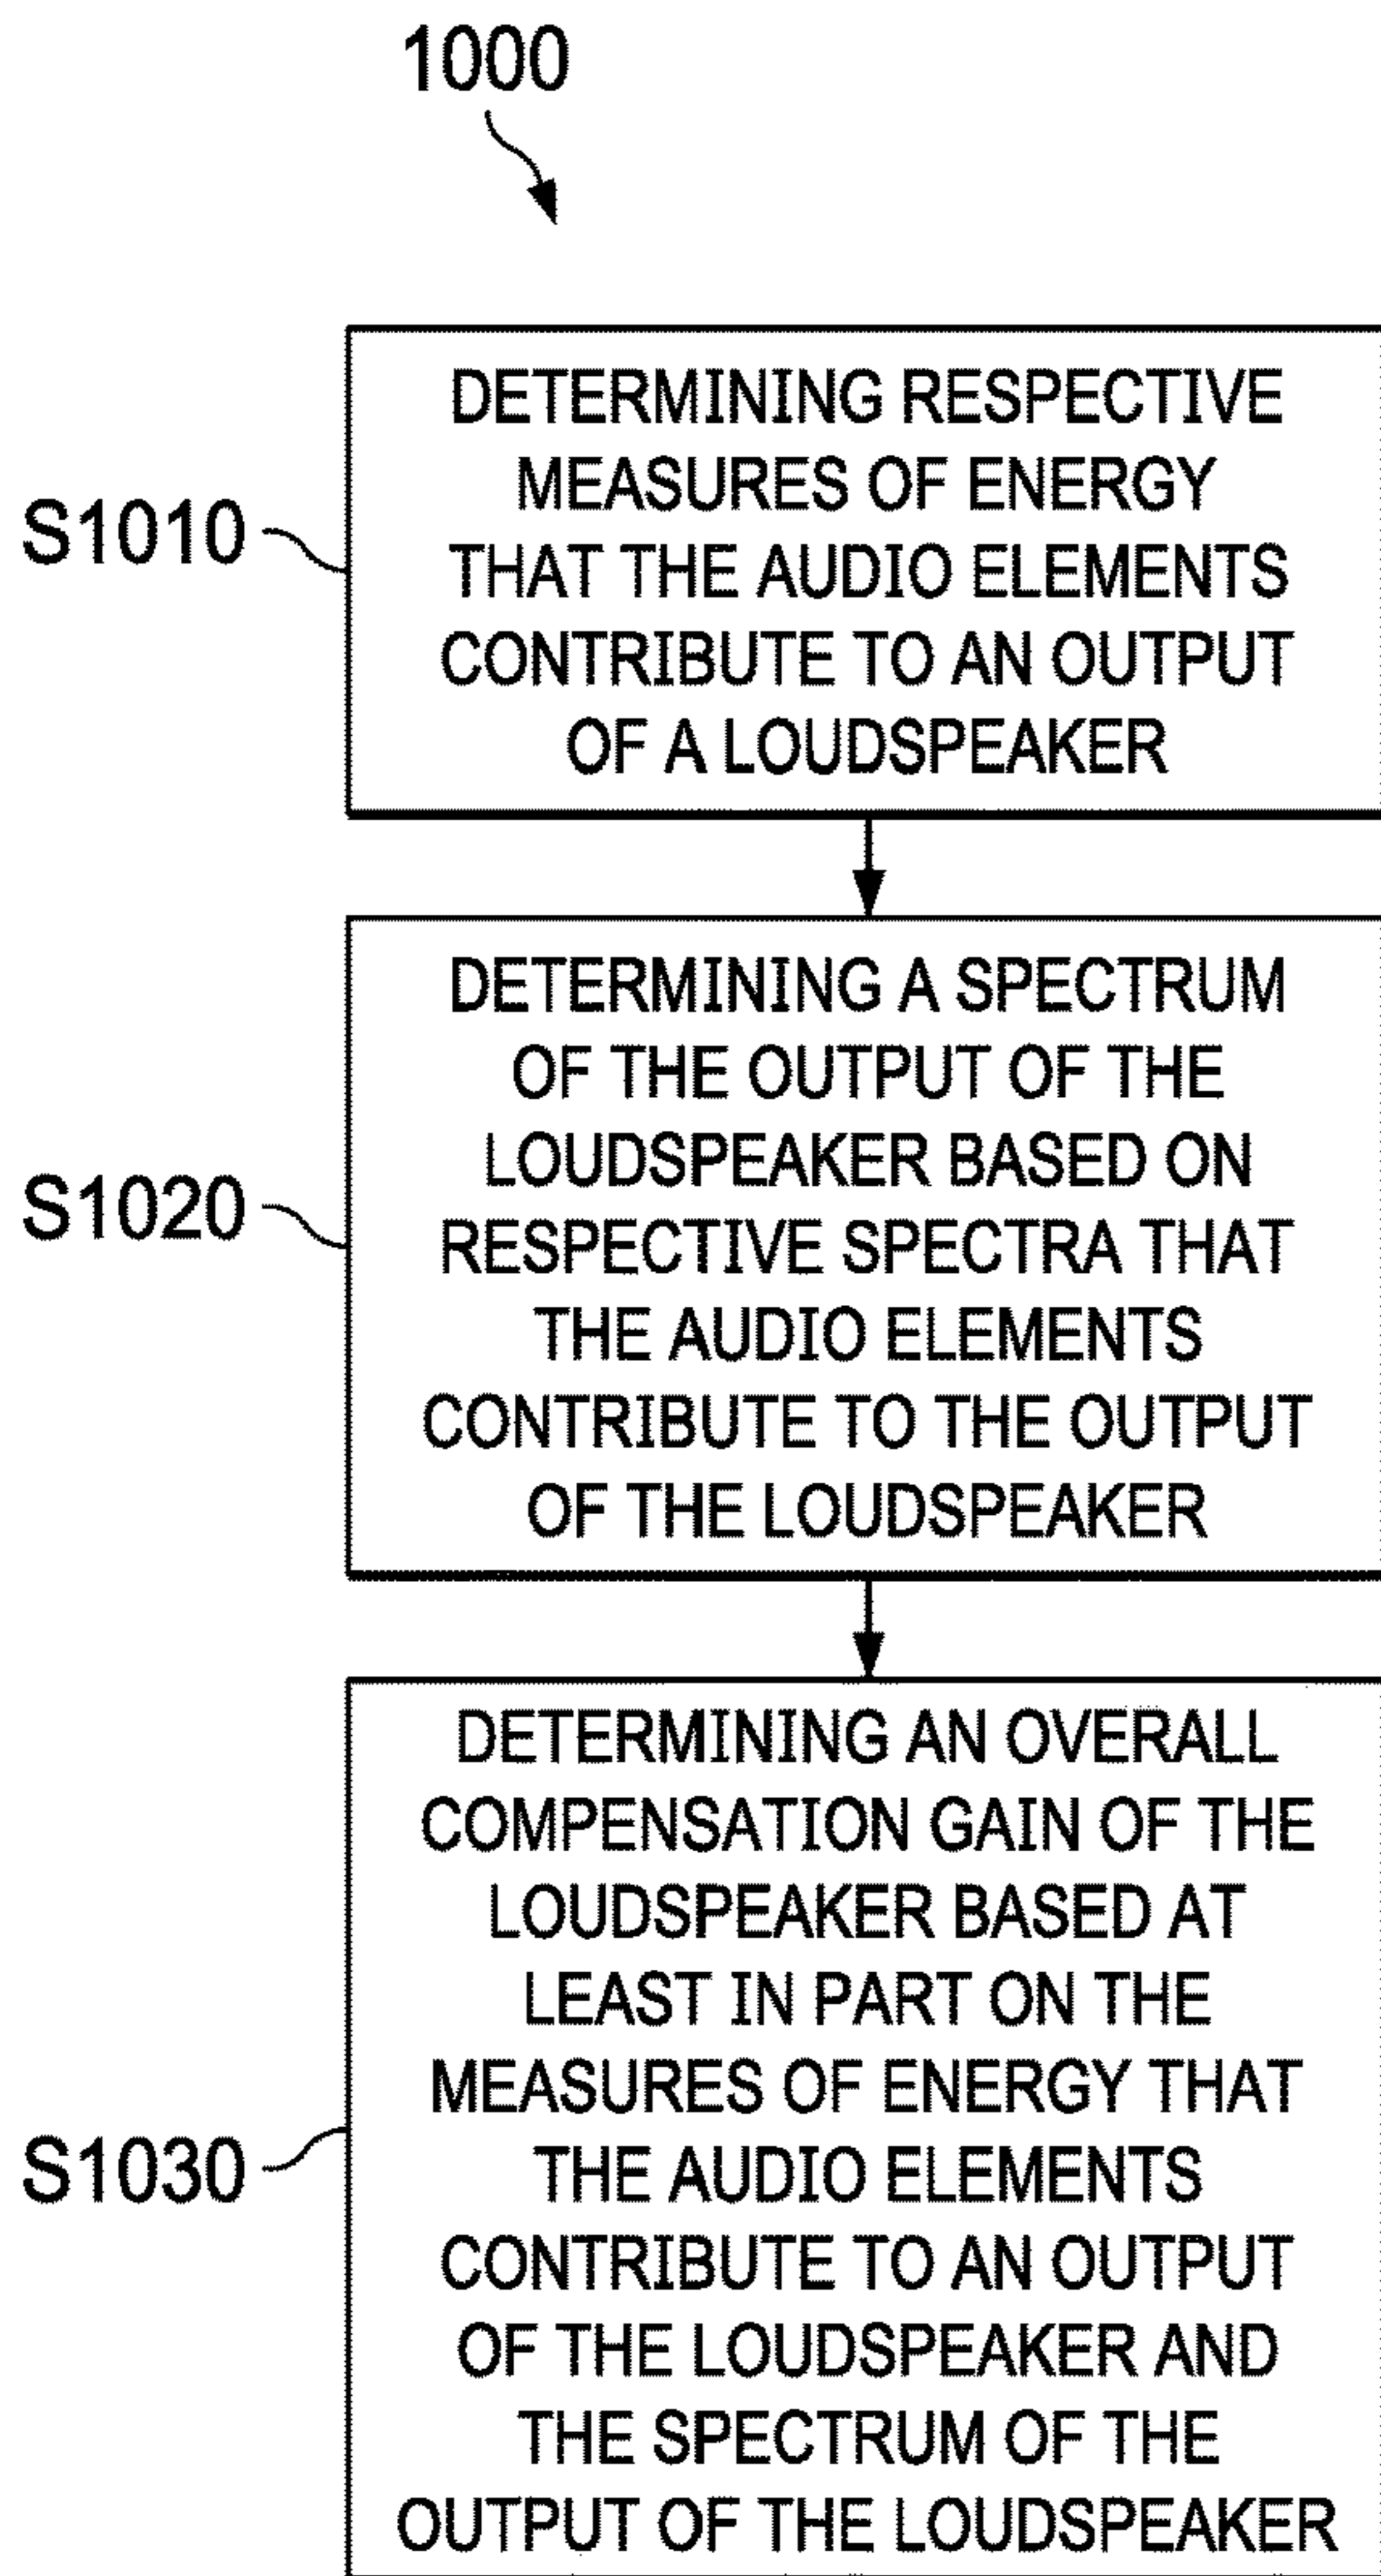 1000
S1010
DETERMINING RESPECTIVE
MEASURES OF ENERGY
THAT THE AUDIO ELEMENTS
CONTRIBUTE TO AN OUTPUT
OF A LOUDSPEAKER
S1020
DETERMINING A SPECTRUM
OF THE OUTPUT OF THE
LOUDSPEAKER BASED ON
RESPECTIVE SPECTRA THAT
THE AUDIO ELEMENTS
CONTRIBUTE TO THE OUTPUT
OF THE LOUDSPEAKER
S1030
DETERMINING AN OVERALL
COMPENSATION GAIN OF THE
LOUDSPEAKER BASED AT
LEAST IN PART ON THE
MEASURES OF ENERGY THAT
THE AUDIO ELEMENTS
CONTRIBUTE TO AN OUTPUT
OF THE LOUDSPEAKER AND
THE SPECTRUM OF THE
OUTPUT OF THE LOUDSPEAKER